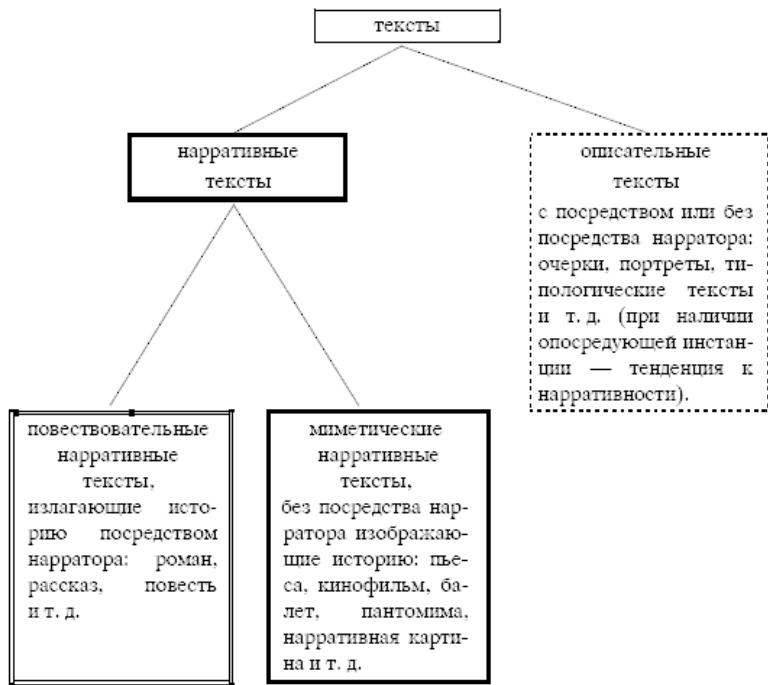 тексты
нарративные
тексты
описательные
тексты
с посредством или без
посредства нарратора:
очерки, портреты, ти-
пологические тексты
и т. д. (при наличии
опосредующей инстан-
ции — тенденция к
нарративности).
повествовательные
нарративные
тексты,
излагающие исто-
рию посредством
нарратора: роман,
рассказ, повесть
и т. д.
миметические
нарративные
тексты,
без посредства нар-
ратора изображаю-
щие историю: пье-
са, кинофильм, ба-
лет, пантомима,
нарративная карти-
на и т. д.